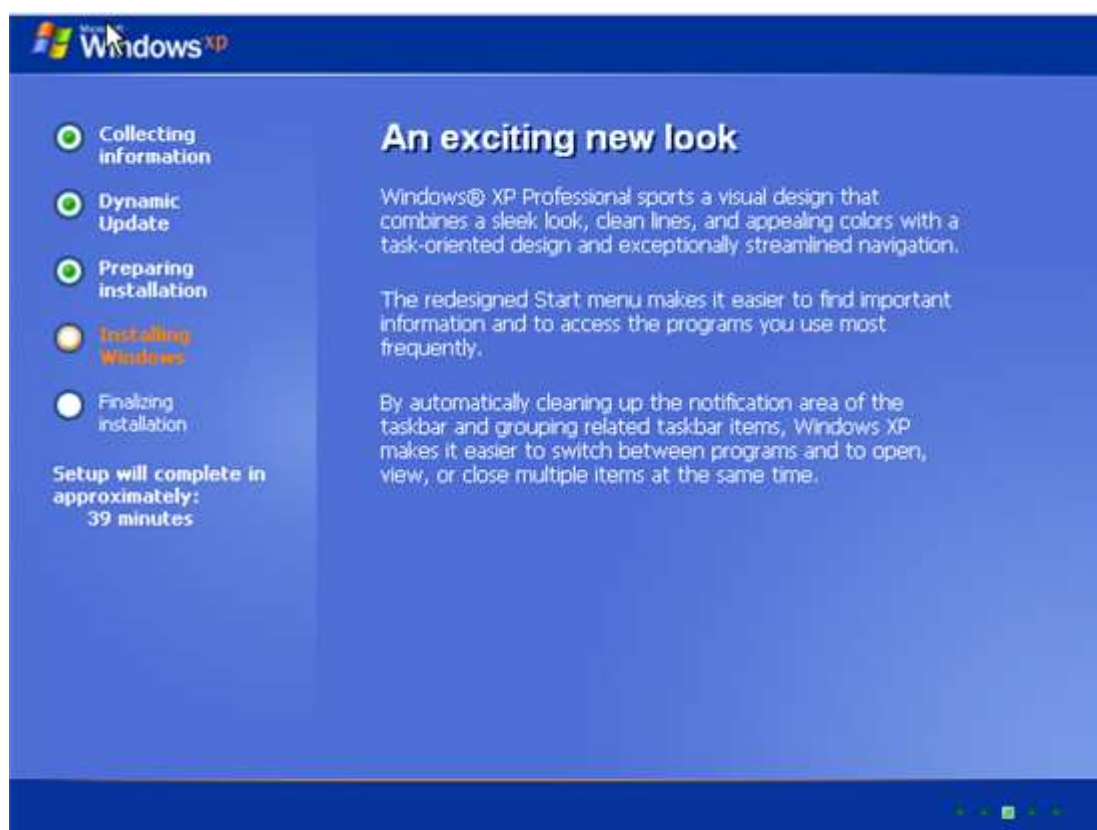 Microsoft
Windows xp
Collecting
information
Dynamic
Update
Preparing
installation
Installing
Windows
Finalizing
installation
Setup will complete in
approximately:
39 minutes
An exciting new look
Windows® XP Professional sports a visual design that
combines a sleek look, clean lines, and appealing colors with a
task-oriented design and exceptionally streamlined navigation.
The redesigned Start menu makes it easier to find important
information and to access the programs you use most
frequently.
By automatically cleaning up the notification area of the
taskbar and grouping related taskbar items, Windows XP
makes it easier to switch between programs and to open,
view, or close multiple items at the same time.